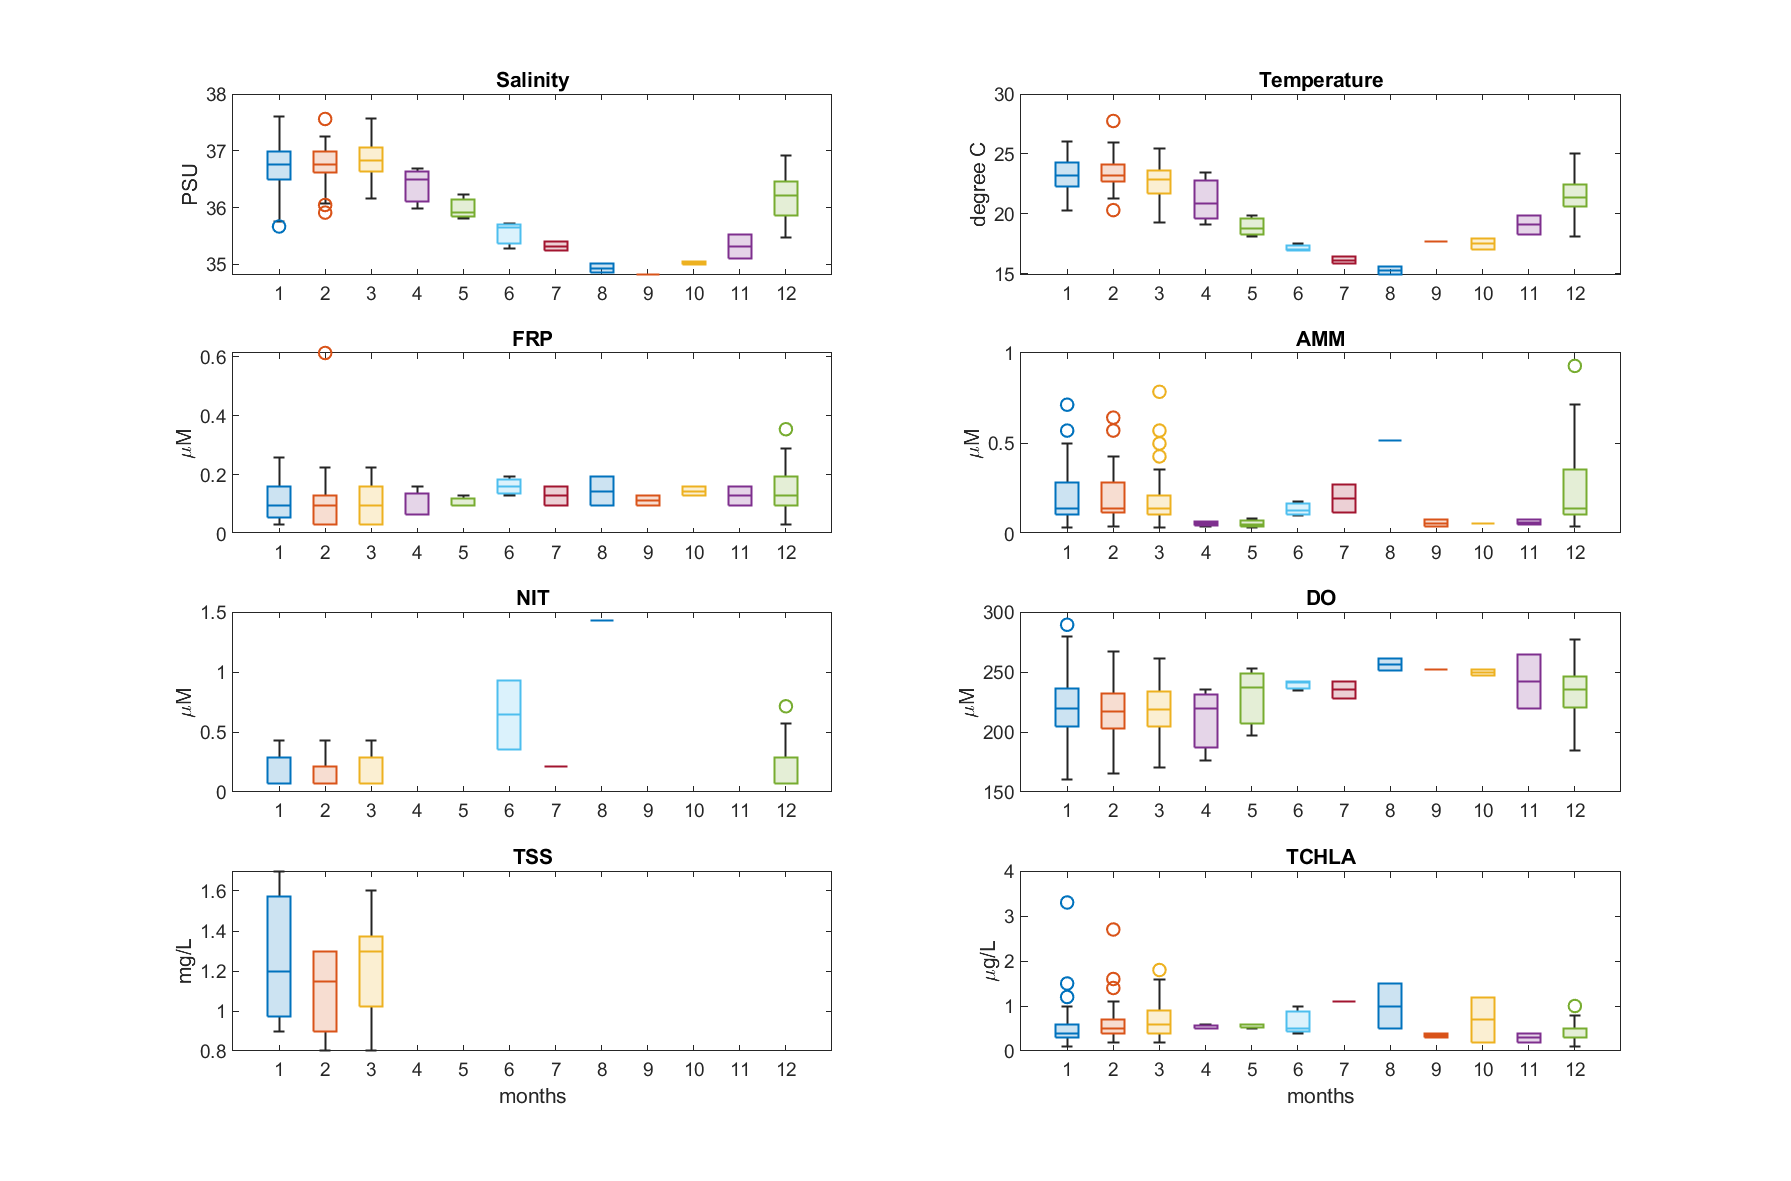 Salinity
38
37
36
35
PSU
1 2 3 4 5 6 7 8 9 10 11 12
Temperature
30
25
20
15
degree C
1 2 3 4 5 6 7 8 9 10 11 12
FRP
0.6
0.4
0.2
0
μM
1 2 3 4 5 6 7 8 9 10 11 12
AMM
1
0.5
0
μM
1 2 3 4 5 6 7 8 9 10 11 12
NIT
1.5
1
0.5
0
μM
1 2 3 4 5 6 7 8 9 10 11 12
DO
300
250
200
150
μM
1 2 3 4 5 6 7 8 9 10 11 12
TSS
1.6
1.4
1.2
1
0.8
mg/L
1 2 3 4 5 6 7 8 9 10 11 12
months
TCHLA
4
3
2
1
0
μg/L
1 2 3 4 5 6 7 8 9 10 11 12
months